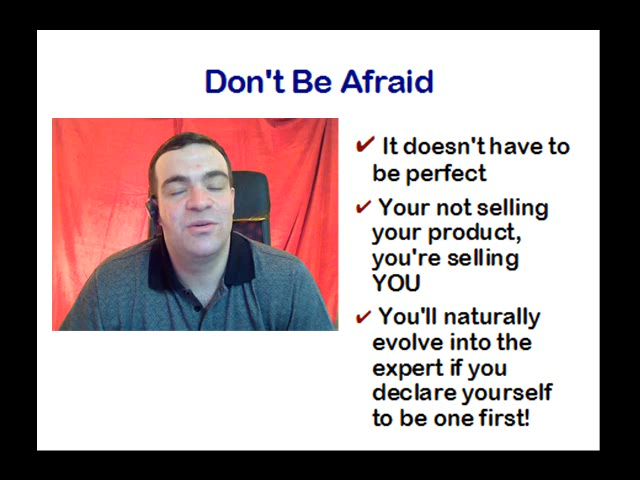 Don't Be Afraid
✔ It doesn't have to
be perfect
✔ Your not selling
your product,
you're selling
YOU
✔ You'll naturally
evolve into the
expert if you
declare yourself
to be one first!